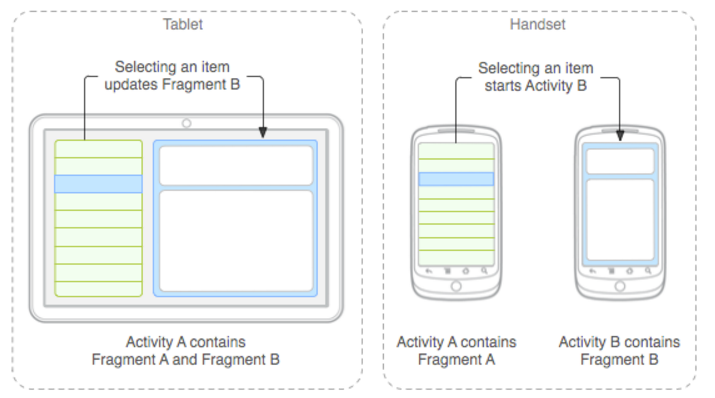 Tablet
Selecting an item
updates Fragment B
Activity A contains
Fragment A and Fragment B
Handset
Selecting an item
starts Activity B
Activity A contains
Fragment A
Activity B contains
Fragment B